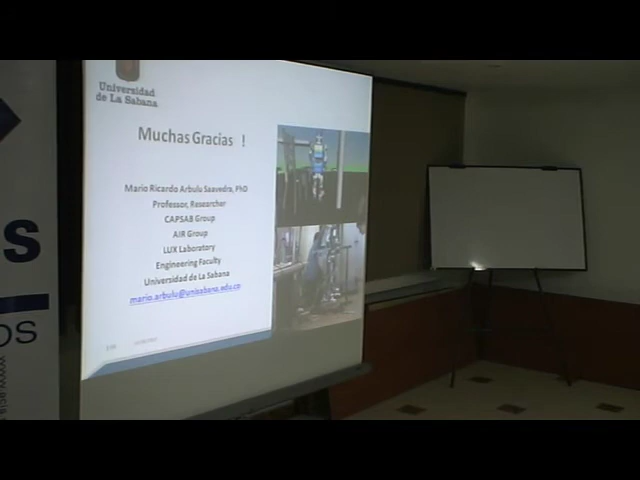 Universidad
de La Sabana
Muchas Gracias !
Mario Ricardo Arbulu Saavedra, PhD
Professor, Researcher
CAPSAB Group
AIR Group
LUX Laboratory
Engineering Faculty
Universidad de La Sabana
mario.arbulu@unisabana.edu.co
s
os